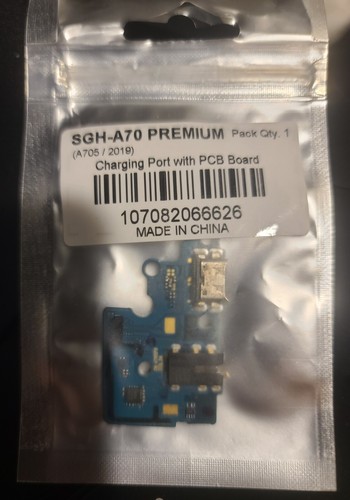 SGH-A70 PREMIUM Pack Qty. 1
(A705 / 2019)
Charging Port with PCB Board
107082066626
MADE IN CHINA